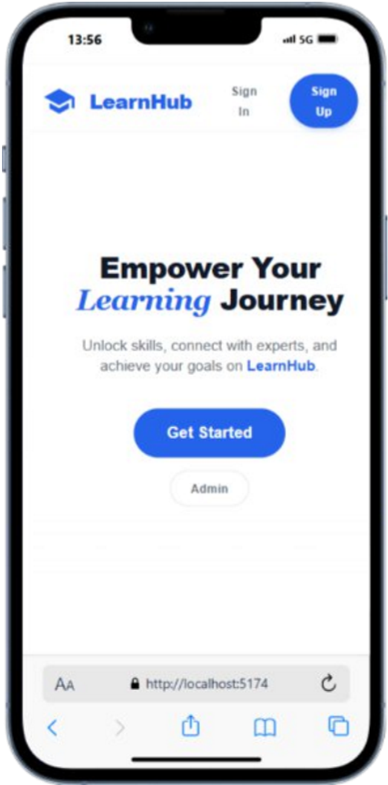 13:56 5G
LearnHub
Sign
In
Sign
Up
Empower Your
Learning Journey
Unlock skills, connect with experts, and
achieve your goals on LearnHub.
Get Started
Admin
AA http://localhost:5174